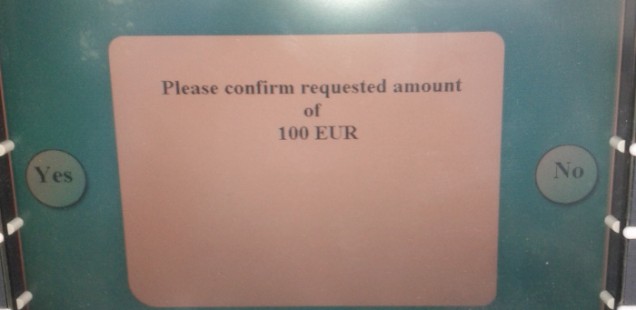 Please confirm requested amount
of
100 EUR
Yes
No